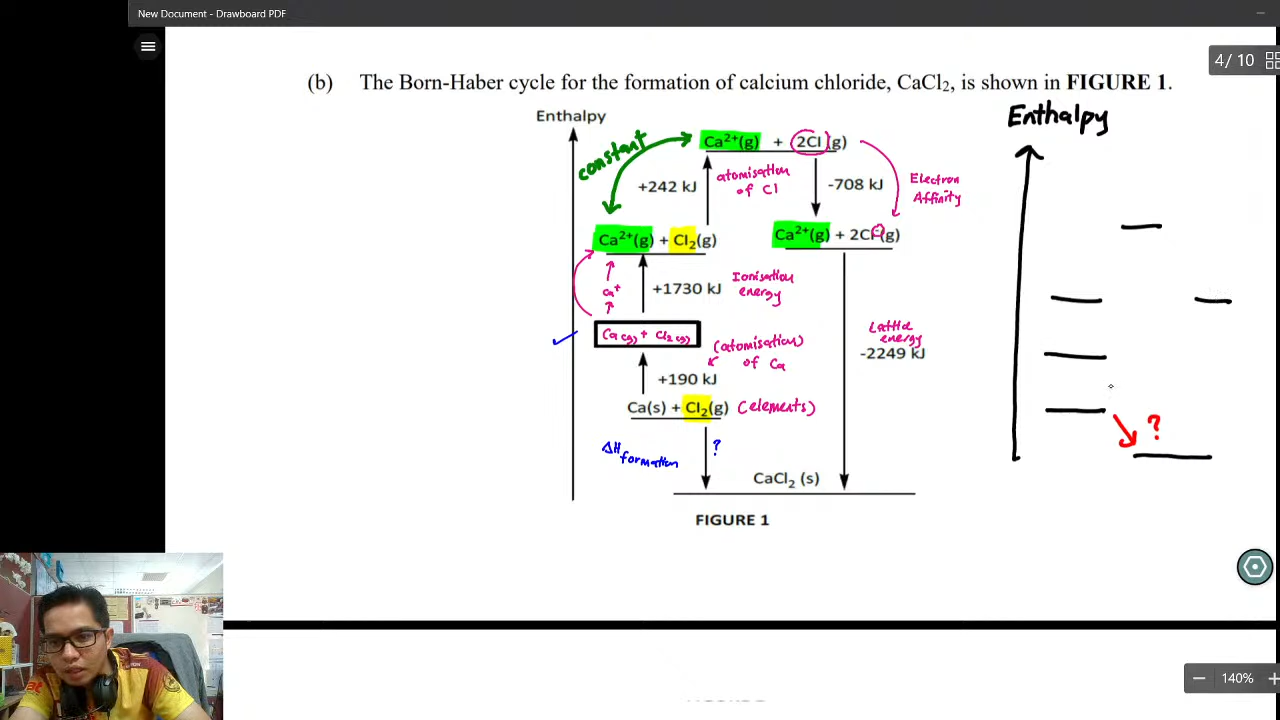 New Document - Drawboard PDF
4 / 10
(b) The Born-Haber cycle for the formation of calcium chloride, CaCl₂, is shown in FIGURE 1.
Enthalpy
Enthalpy
constant
Ca²⁺(g) + 2Cl (g)
+242 kJ
atomisation
of Cl
-708 kJ
Electron
Affinity
Ca²⁺(g) + Cl₂(g)
Ca²⁺(g) + 2Cl⁻(g)
Ca⁺
+1730 kJ
Ionisation
energy
Ca(g) + Cl₂(g)
Lattice
energy
-2249 kJ
(atomisation)
of Ca
+190 kJ
Ca(s) + Cl₂(g) (elements)
ΔH formation
?
?
CaCl₂ (s)
FIGURE 1
140%